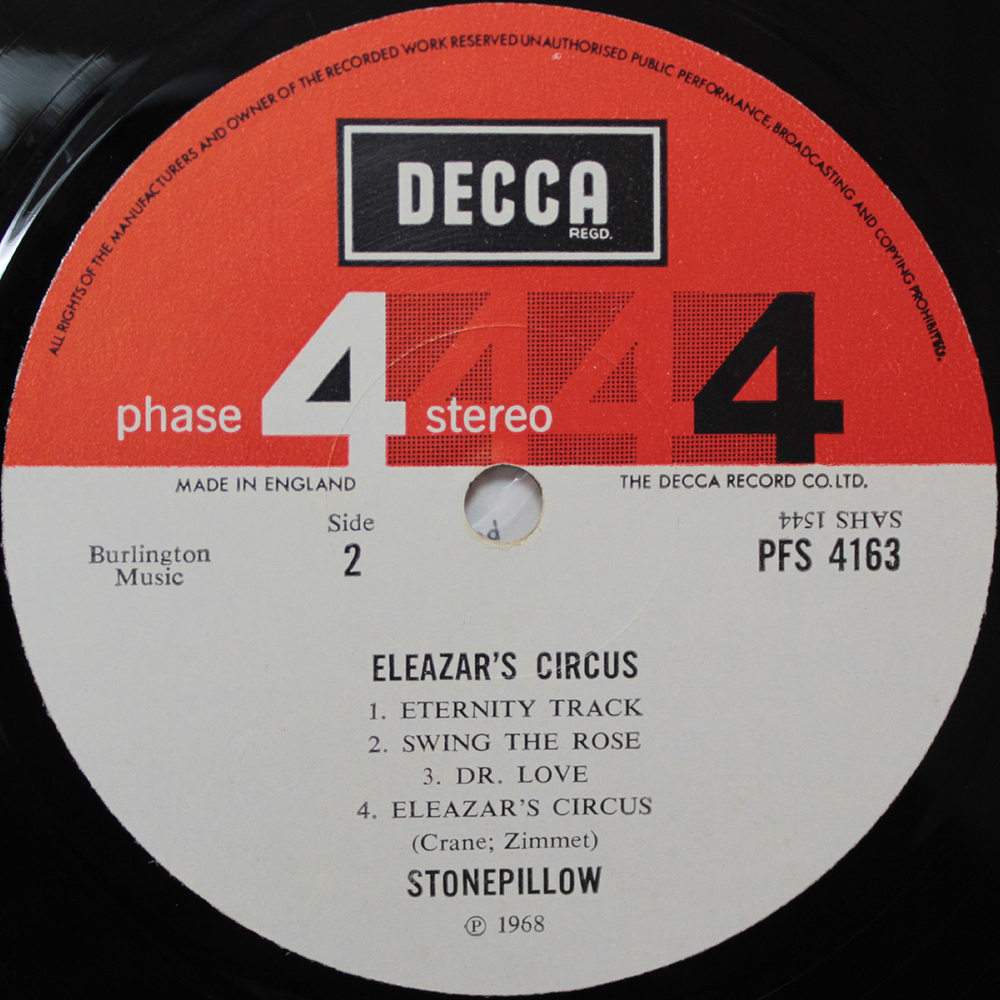 ALL RIGHTS OF THE MANUFACTURERS AND OWNER OF THE RECORDED WORK RESERVED UNAUTHORISED PUBLIC PERFORMANCE, BROADCASTING AND COPYING PROHIBITED.
DECCA
REGD.
phase 4 stereo 4 4 4
MADE IN ENGLAND
THE DECCA RECORD CO. LTD.
Side
2
Burlington
Music
SAHS 1544
PFS 4163
d
ELEAZAR'S CIRCUS
1. ETERNITY TRACK
2. SWING THE ROSE
3. DR. LOVE
4. ELEAZAR'S CIRCUS
(Crane; Zimmet)
STONEPILLOW
℗ 1968